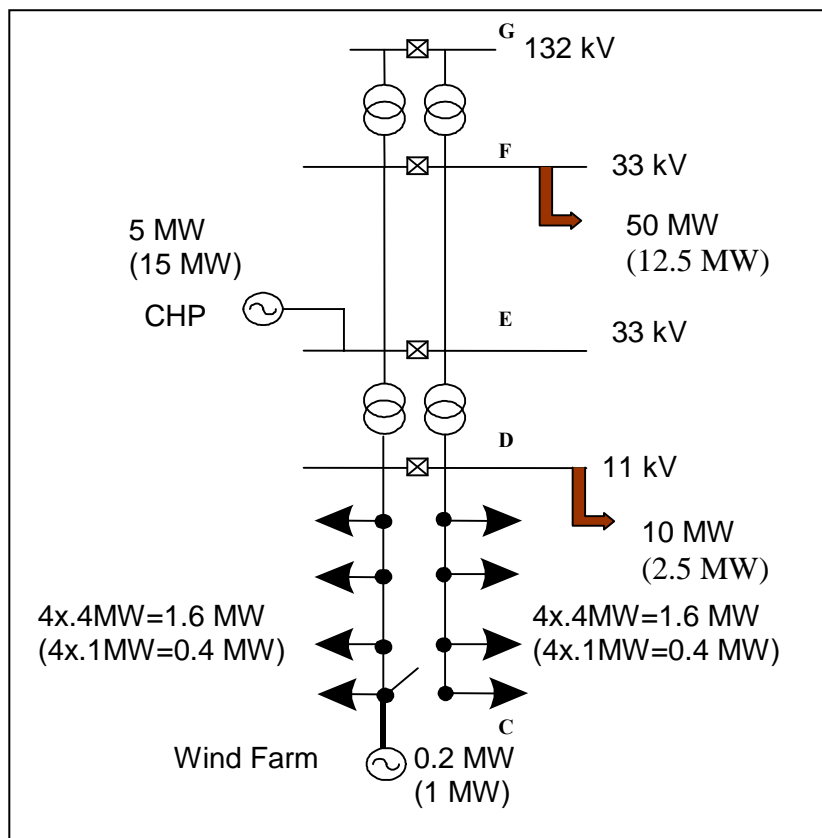 G
132 kV
F
33 kV
50 MW
(12.5 MW)
5 MW
(15 MW)
CHP
E
33 kV
D
11 kV
10 MW
(2.5 MW)
4x.4MW=1.6 MW
(4x.1MW=0.4 MW)
4x.4MW=1.6 MW
(4x.1MW=0.4 MW)
C
Wind Farm
0.2 MW
(1 MW)